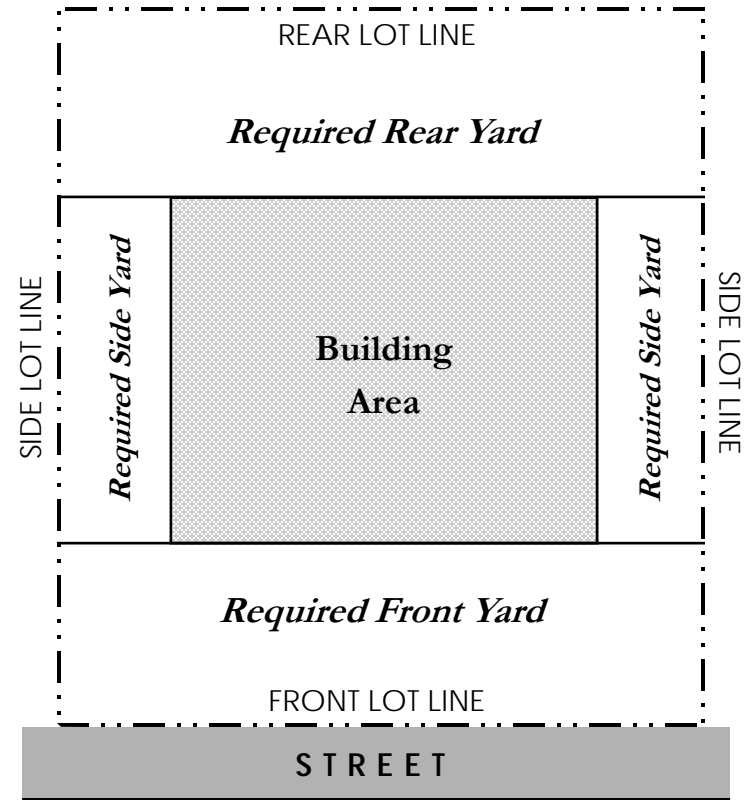 REAR LOT LINE
Required Rear Yard
SIDE LOT LINE
Required Side Yard
Building
Area
Required Side Yard
SIDE LOT LINE
Required Front Yard
FRONT LOT LINE
STREET